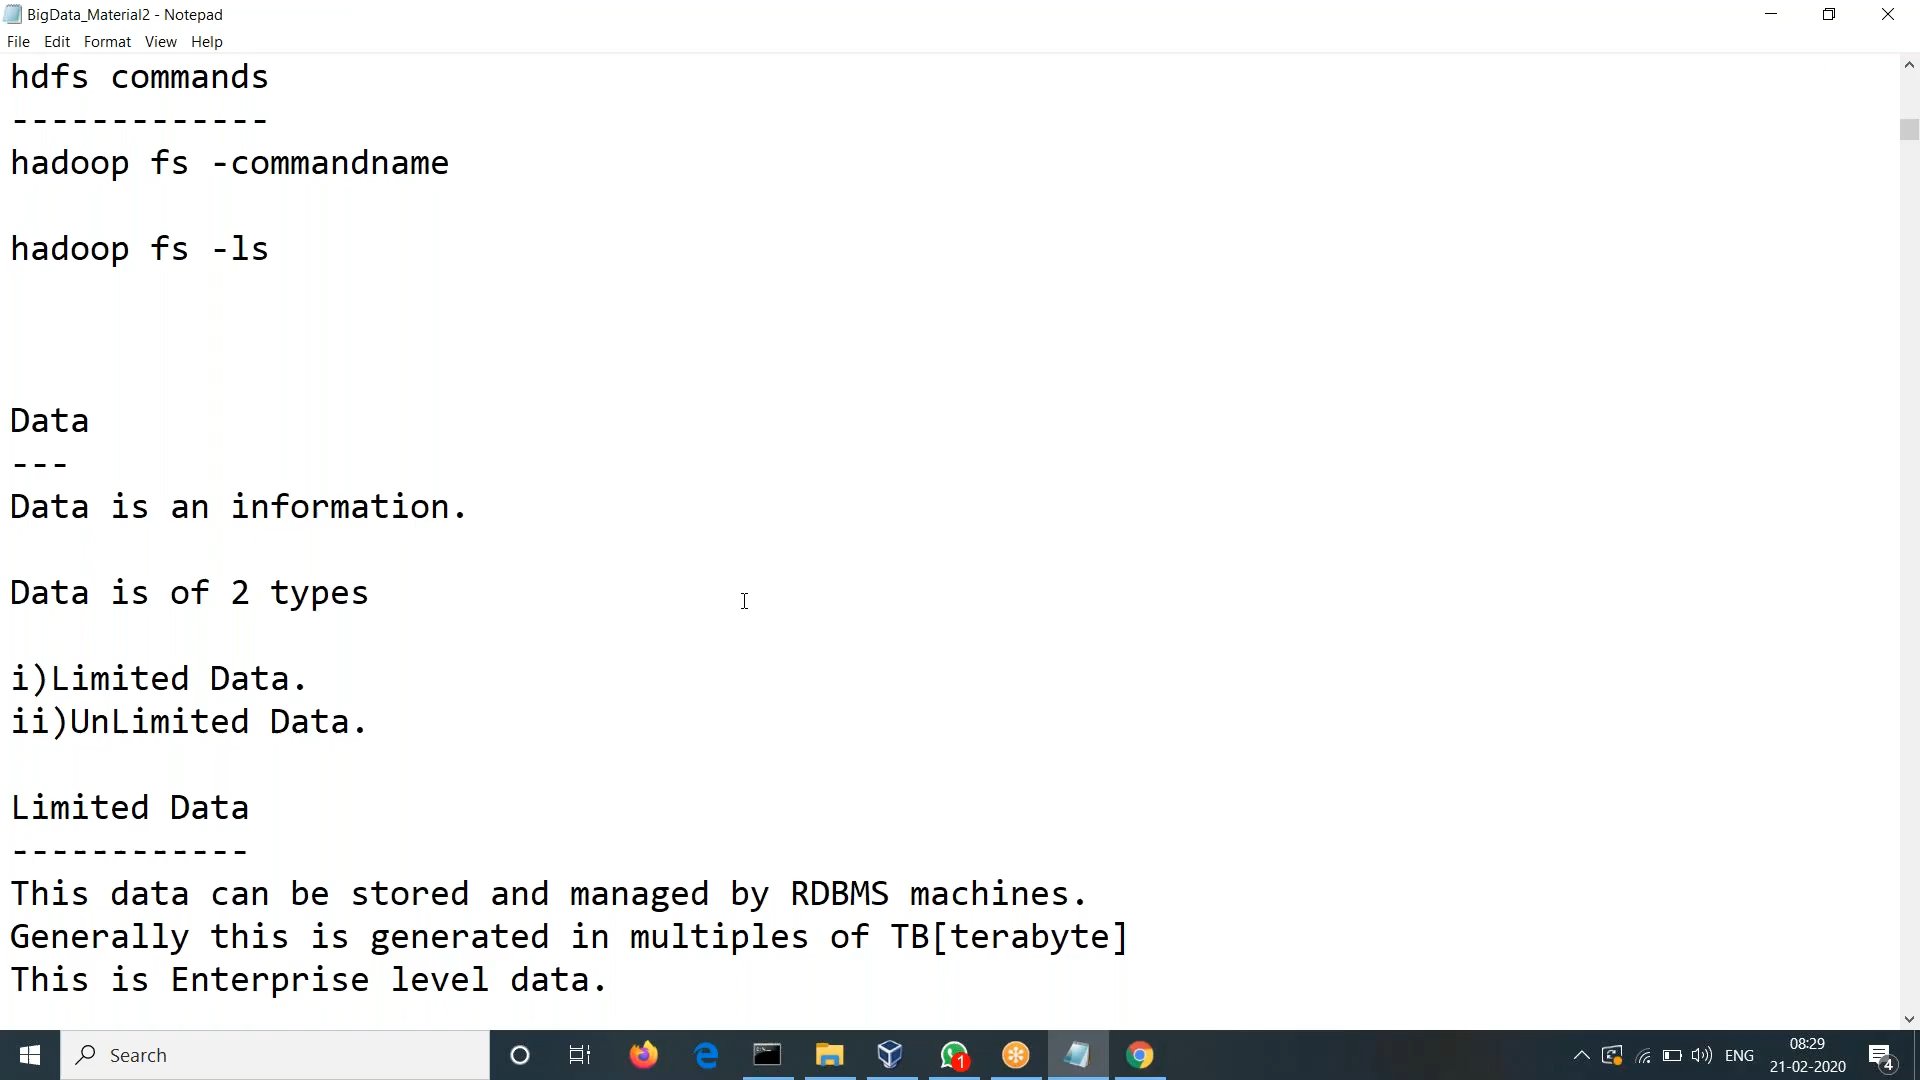 BigData_Material2 - Notepad
File Edit Format View Help
hdfs commands
-------------
hadoop fs -commandname
hadoop fs -ls
Data
---
Data is an information.
Data is of 2 types
i)Limited Data.
ii)UnLimited Data.
Limited Data
------------
This data can be stored and managed by RDBMS machines.
Generally this is generated in multiples of TB[terabyte]
This is Enterprise level data.
Search
1
ENG
08:29
21-02-2020
4